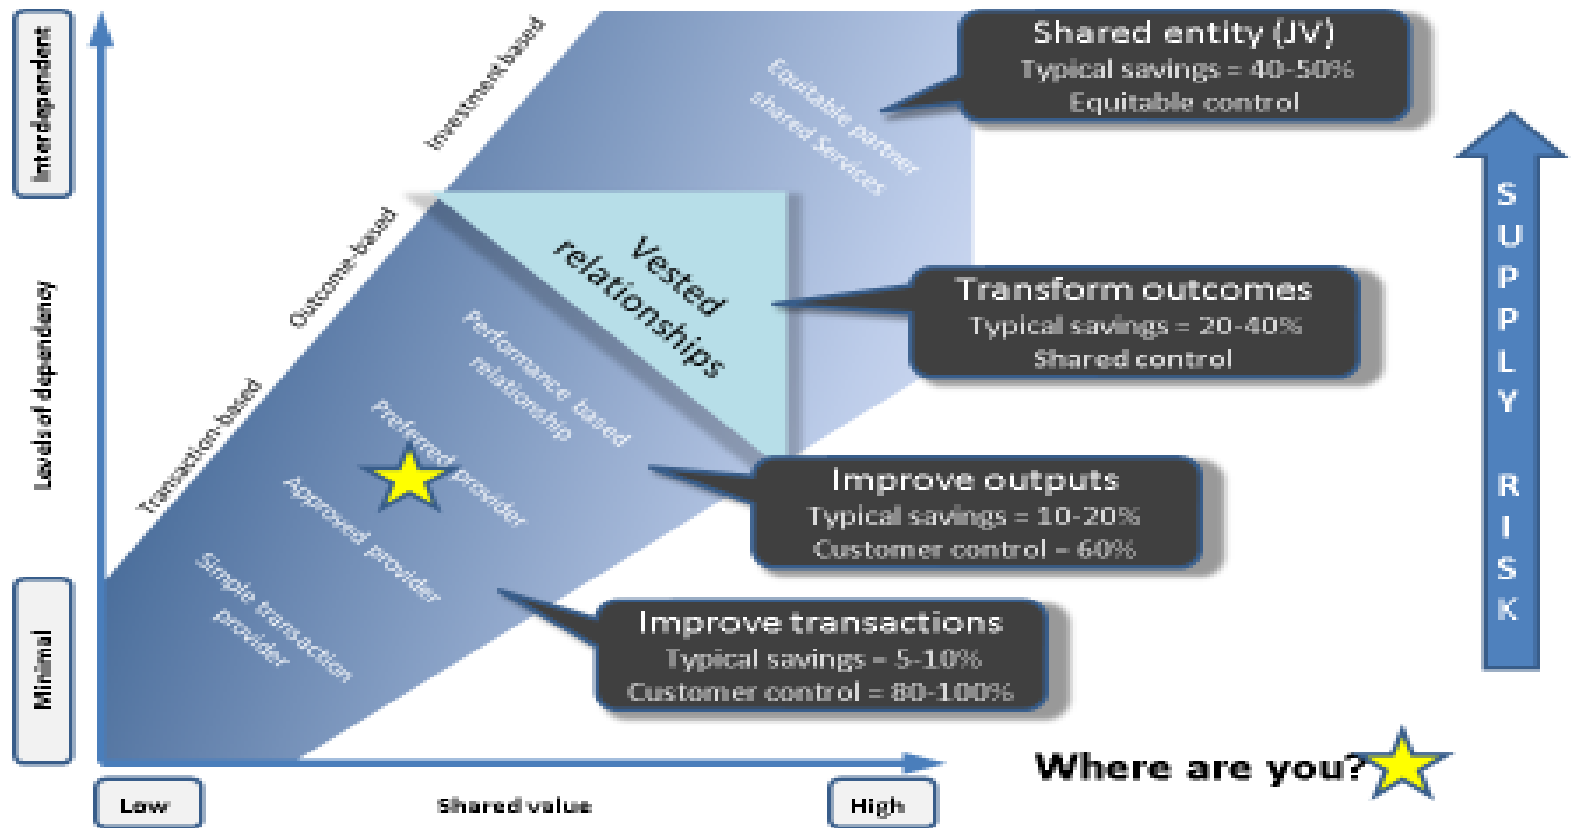 Interdependent
Levels of dependency
Minimal
Investment based
Outcome-based
Transaction-based
Equitable partner
shared Services
Vested
relationships
Performance based
relationship
Preferred provider
Approved provider
Simple transaction
provider
Shared entity (JV)
Typical savings = 40-50%
Equitable control
Transform outcomes
Typical savings = 20-40%
Shared control
Improve outputs
Typical savings = 10-20%
Customer control = 60%
Improve transactions
Typical savings = 5-10%
Customer control = 80-100%
SUPPLY RISK
Low
Shared value
High
Where are you?